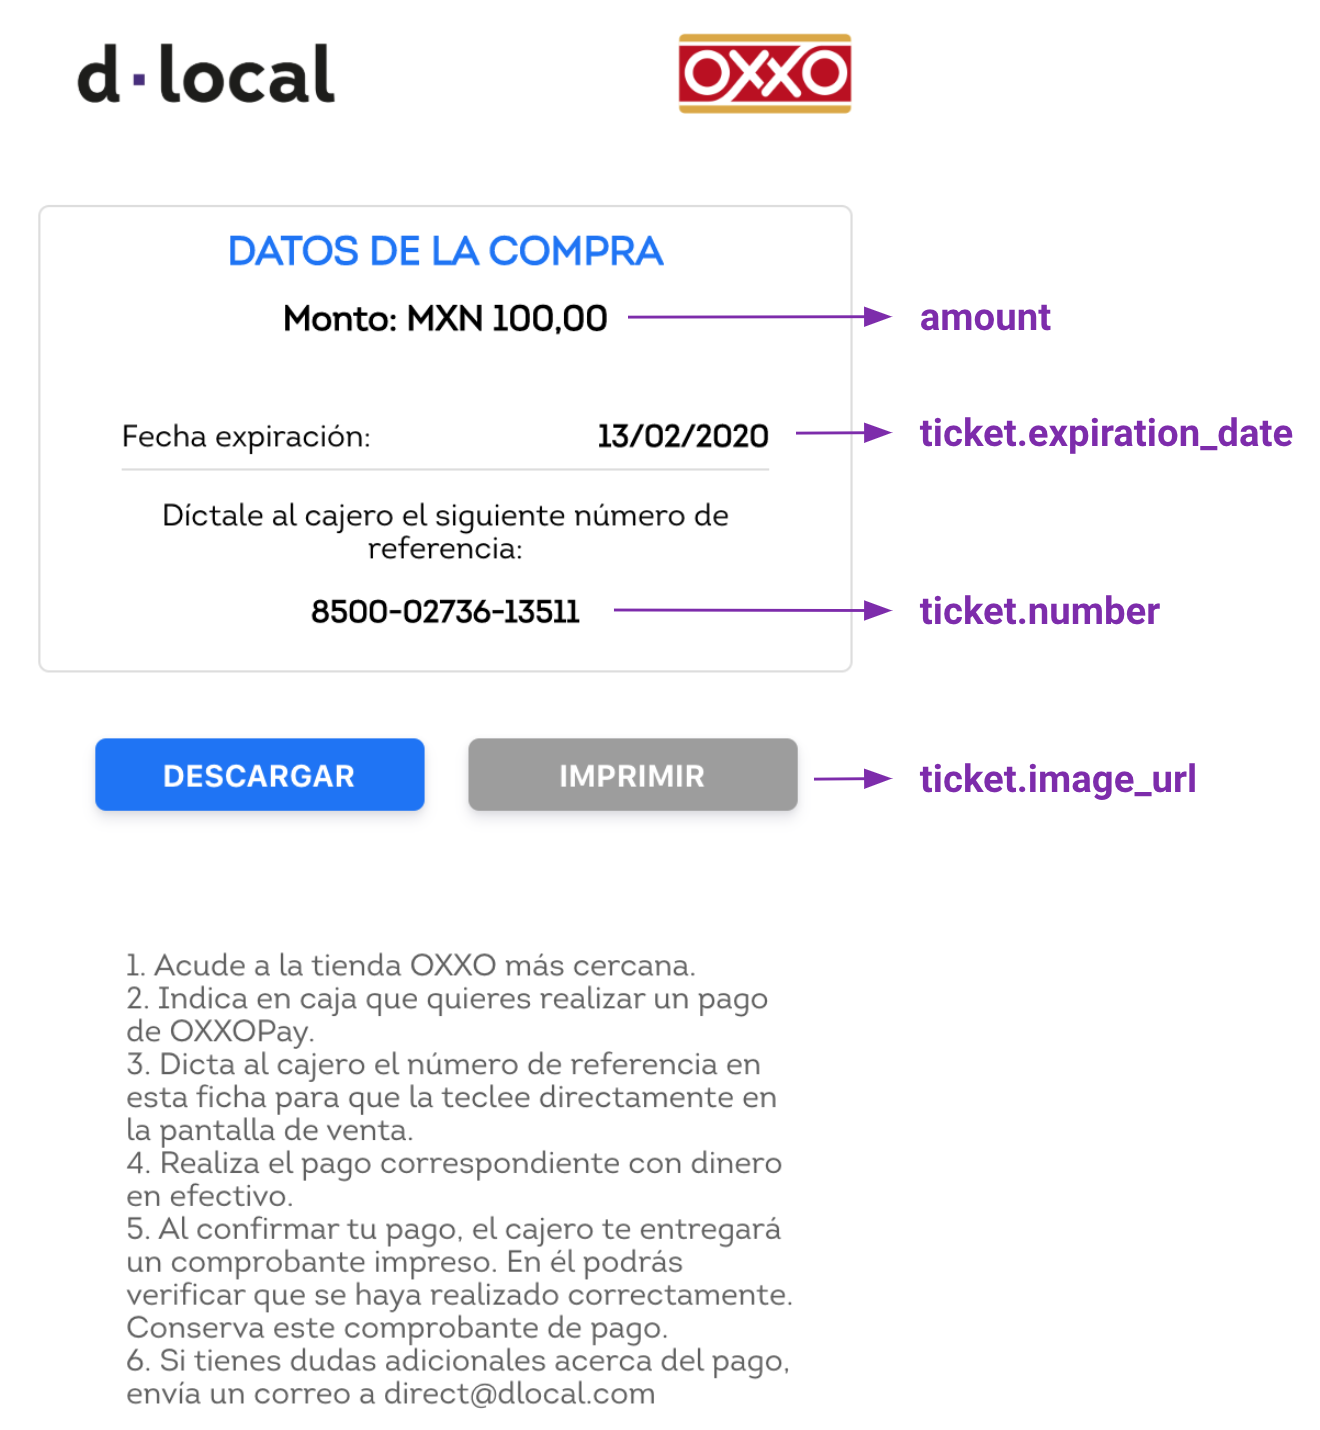 d·local
OXXO
DATOS DE LA COMPRA
Monto: MXN 100,00
amount
Fecha expiración:
13/02/2020
ticket.expiration_date
Díctale al cajero el siguiente número de
referencia:
8500-02736-13511
ticket.number
DESCARGAR
IMPRIMIR
ticket.image_url
1. Acude a la tienda OXXO más cercana.
2. Indica en caja que quieres realizar un pago
de OXXOPay.
3. Dicta al cajero el número de referencia en
esta ficha para que la teclee directamente en
la pantalla de venta.
4. Realiza el pago correspondiente con dinero
en efectivo.
5. Al confirmar tu pago, el cajero te entregará
un comprobante impreso. En él podrás
verificar que se haya realizado correctamente.
Conserva este comprobante de pago.
6. Si tienes dudas adicionales acerca del pago,
envía un correo a direct@dlocal.com